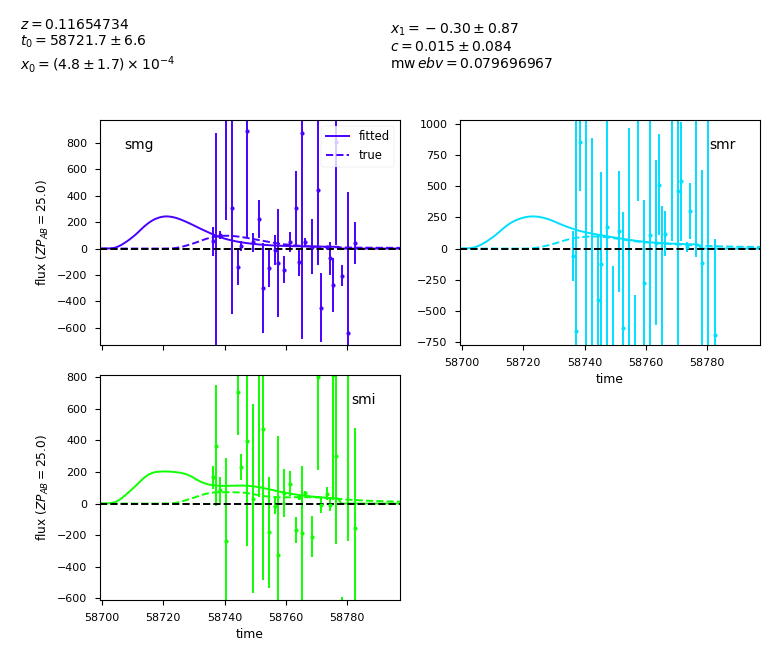 z = 0.11654734
t₀ = 58721.7 ± 6.6
x₀ = (4.8 ± 1.7) × 10⁻⁴
x₁ = −0.30 ± 0.87
c = 0.015 ± 0.084
mwebv = 0.079696967
smg
fitted
true
800
600
400
200
0
−200
−400
−600
flux (ZP_AB = 25.0)
smr
1000
750
500
250
0
−250
−500
−750
58700 58720 58740 58760 58780
time
smi
800
600
400
200
0
−200
−400
−600
flux (ZP_AB = 25.0)
58700 58720 58740 58760 58780
time